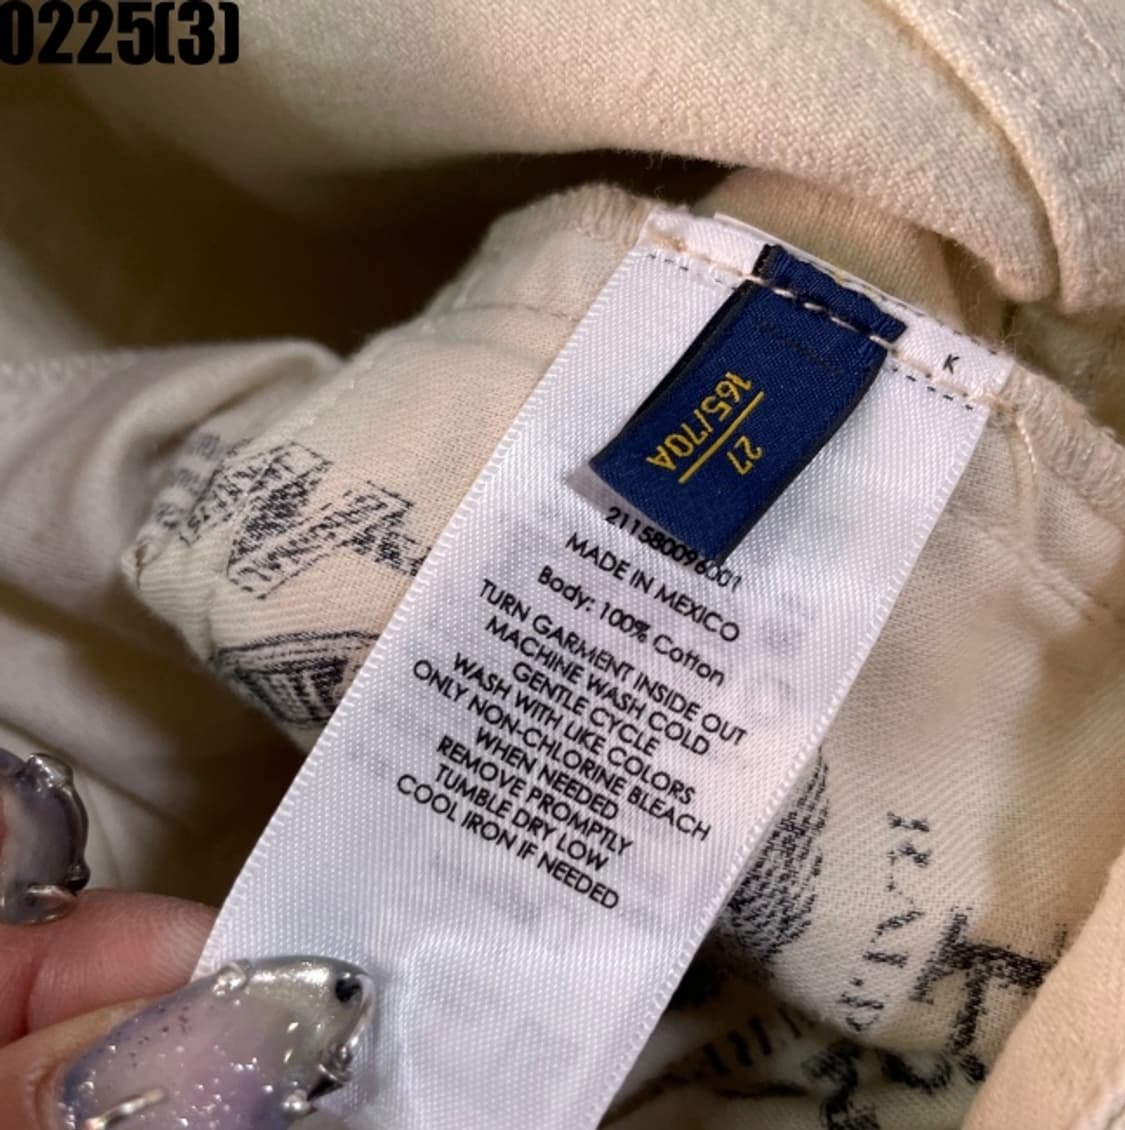 0225(3)
K
27
165/70A
211580096001
MADE IN MEXICO
Body: 100% Cotton
TURN GARMENT INSIDE OUT
MACHINE WASH COLD
GENTLE CYCLE
WASH WITH LIKE COLORS
ONLY NON-CHLORINE BLEACH
WHEN NEEDED
REMOVE PROMPTLY
TUMBLE DRY LOW
COOL IRON IF NEEDED